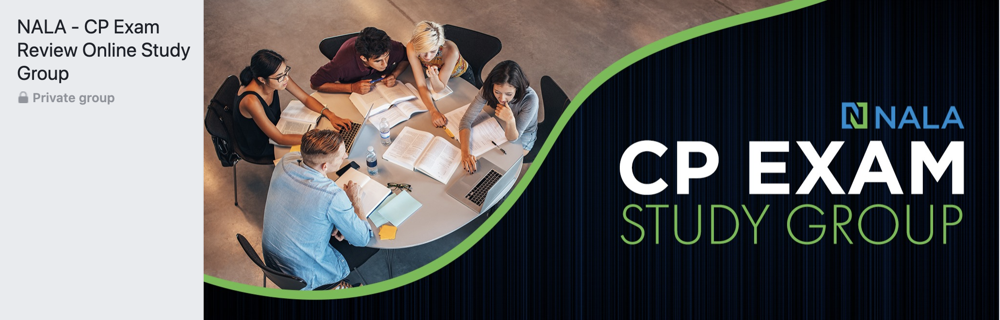 NALA - CP Exam
Review Online Study
Group
Private group
NALA
CP EXAM
STUDY GROUP